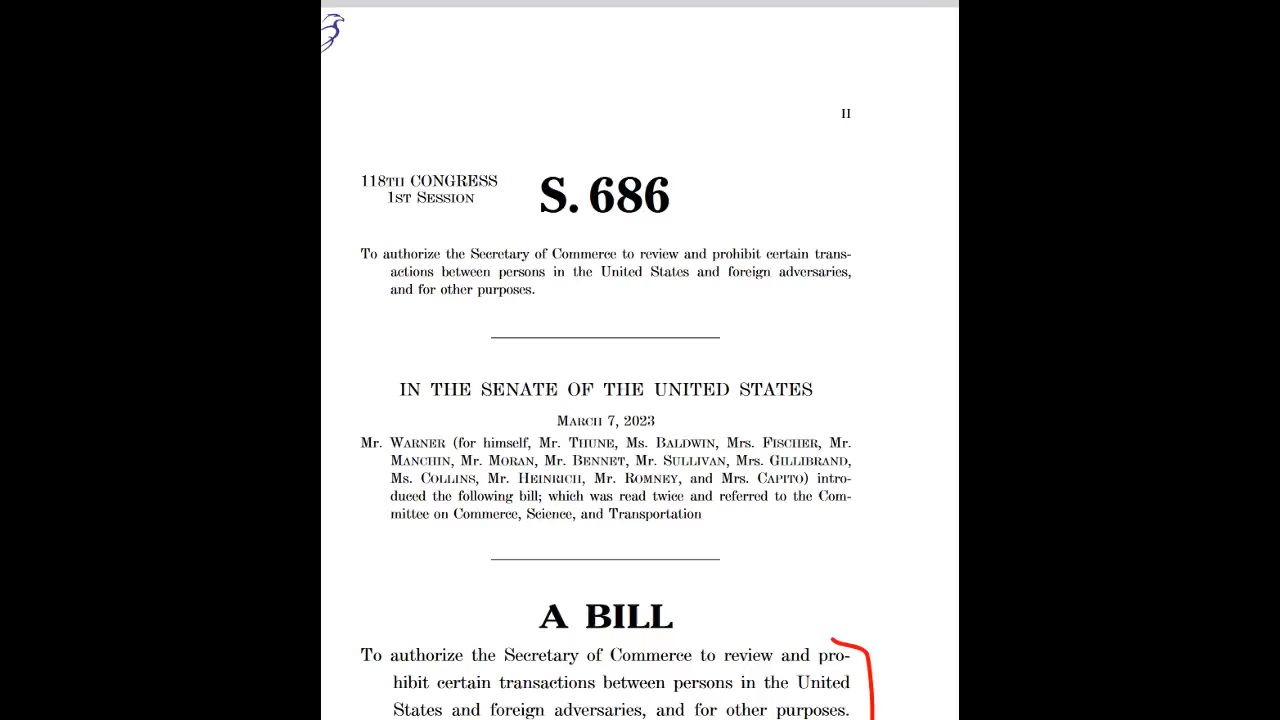 II
118TH CONGRESS
1ST SESSION
S. 686
To authorize the Secretary of Commerce to review and prohibit certain trans-
actions between persons in the United States and foreign adversaries,
and for other purposes.
IN THE SENATE OF THE UNITED STATES
MARCH 7, 2023
Mr. WARNER (for himself, Mr. THUNE, Ms. BALDWIN, Mrs. FISCHER, Mr.
MANCHIN, Mr. MORAN, Mr. BENNET, Mr. SULLIVAN, Mrs. GILLIBRAND,
Ms. COLLINS, Mr. HEINRICH, Mr. ROMNEY, and Mrs. CAPITO) intro-
duced the following bill; which was read twice and referred to the Com-
mittee on Commerce, Science, and Transportation
A BILL
To authorize the Secretary of Commerce to review and pro-
hibit certain transactions between persons in the United
States and foreign adversaries, and for other purposes.